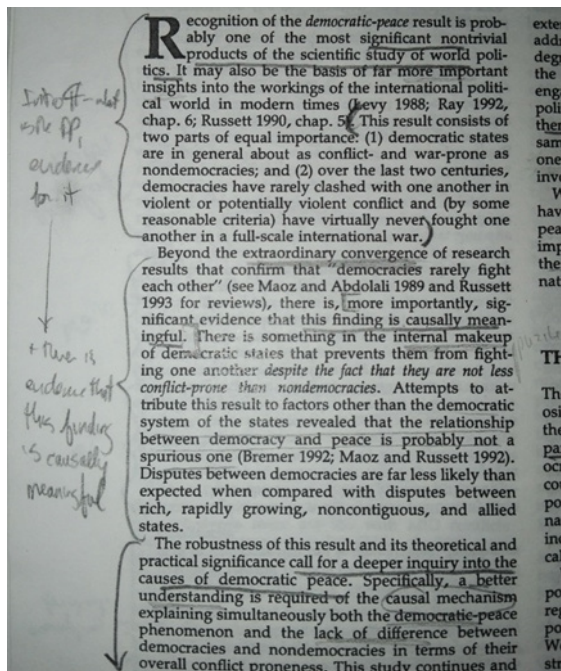 Recognition of the democratic-peace result is prob-
ably one of the most significant nontrivial
products of the scientific study of world poli-
tics. It may also be the basis of far more important
insights into the workings of the international politi-
cal world in modern times (Levy 1988; Ray 1992,
chap. 6; Russett 1990, chap. 5). This result consists of
two parts of equal importance: (1) democratic states
are in general about as conflict- and war-prone as
nondemocracies; and (2) over the last two centuries,
democracies have rarely clashed with one another in
violent or potentially violent conflict and (by some
reasonable criteria) have virtually never fought one
another in a full-scale international war.
Beyond the extraordinary convergence of research
results that confirm that "democracies rarely fight
each other" (see Maoz and Abdolali 1989 and Russett
1993 for reviews), there is, more importantly, sig-
nificant evidence that this finding is causally mean-
ingful. There is something in the internal makeup
of democratic states that prevents them from fight-
ing one another despite the fact that they are not less
conflict-prone than nondemocracies. Attempts to at-
tribute this result to factors other than the democratic
system of the states revealed that the relationship
between democracy and peace is probably not a
spurious one (Bremer 1992; Maoz and Russett 1992).
Disputes between democracies are far less likely than
expected when compared with disputes between
rich, rapidly growing, noncontiguous, and allied
states.
The robustness of this result and its theoretical and
practical significance call for a deeper inquiry into the
causes of democratic peace. Specifically, a better
understanding is required of the causal mechanism
explaining simultaneously both the democratic-peace
phenomenon and the lack of difference between
democracies and nondemocracies in terms of their
overall conflict proneness. This study continues and
evidence
for it
+ there is
evidence that
this finding
is causally
meaningful